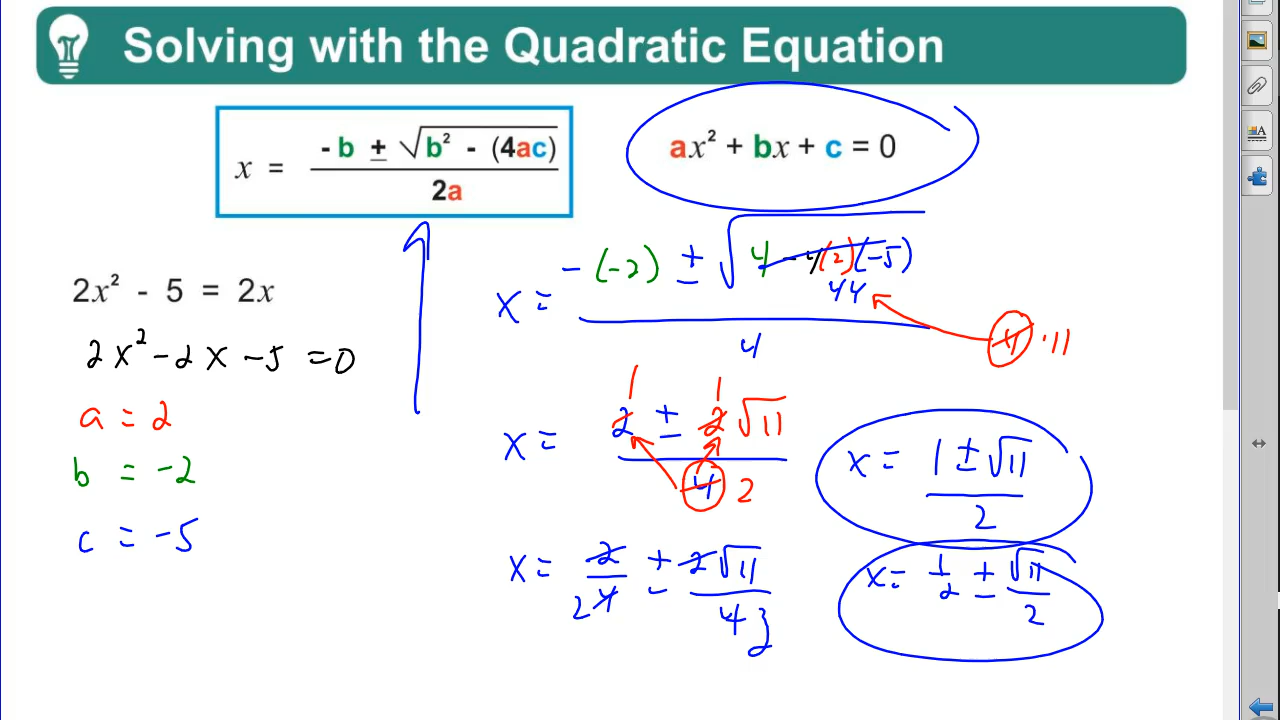 Solving with the Quadratic Equation
x = (-b ± √(b² - (4ac))) / 2a
ax² + bx + c = 0
2x² - 5 = 2x
2x² - 2x - 5 = 0
a = 2
b = -2
c = -5
x = (-(-2) ± √(4 - 4(2)(-5))) / 4
44
4 · 11
x = (2 ± 2√11) / 4
1 1
2
x = (1 ± √11) / 2
x = 2/4 ± 2√11/4
2 2
x = 1/2 ± √11/2